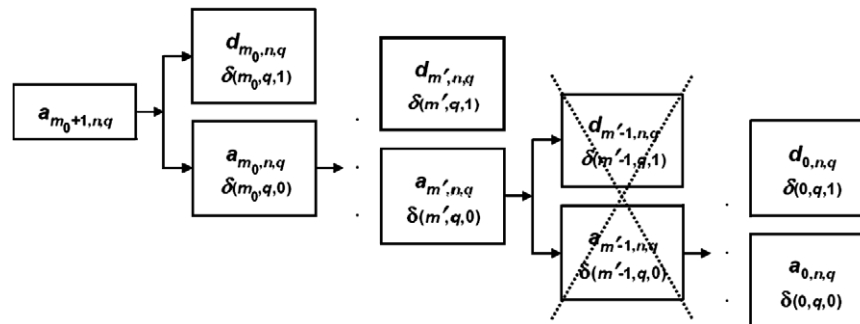 a_{m_0+1,n,q}
d_{m_0,n,q}
δ(m_0,q,1)
a_{m_0,n,q}
δ(m_0,q,0)
d_{m′,n,q}
δ(m′,q,1)
a_{m′,n,q}
δ(m′,q,0)
d_{m′-1,n,q}
δ(m′-1,q,1)
a_{m′-1,n,q}
δ(m′-1,q,0)
d_{0,n,q}
δ(0,q,1)
a_{0,n,q}
δ(0,q,0)